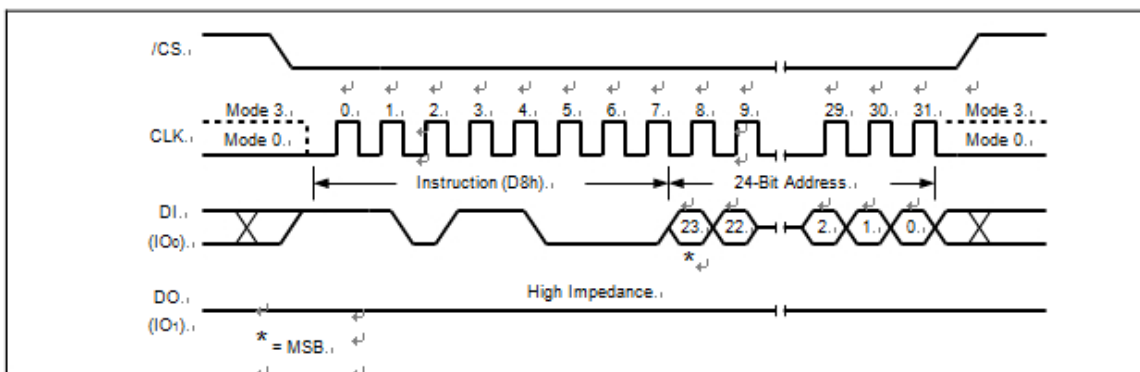 /CS.
Mode 3. 0. 1. 2. 3. 4. 5. 6. 7. 8. 9. 29. 30. 31. Mode 3.
CLK. Mode 0. Mode 0.
Instruction (D8h). 24-Bit Address.
DI.
(IO₀). 23. 22. 2. 1. 0.
*
DO. High Impedance.
(IO₁).
* = MSB.